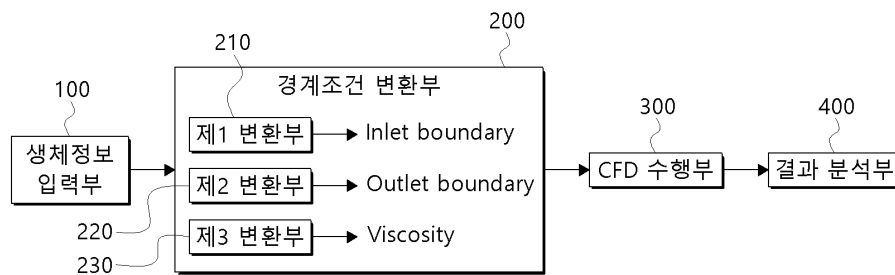 200
210
경계조건 변환부
100
300
400
제1 변환부
Inlet boundary
생체정보
입력부
제2 변환부
Outlet boundary
CFD 수행부
결과 분석부
220
제3 변환부
Viscosity
230